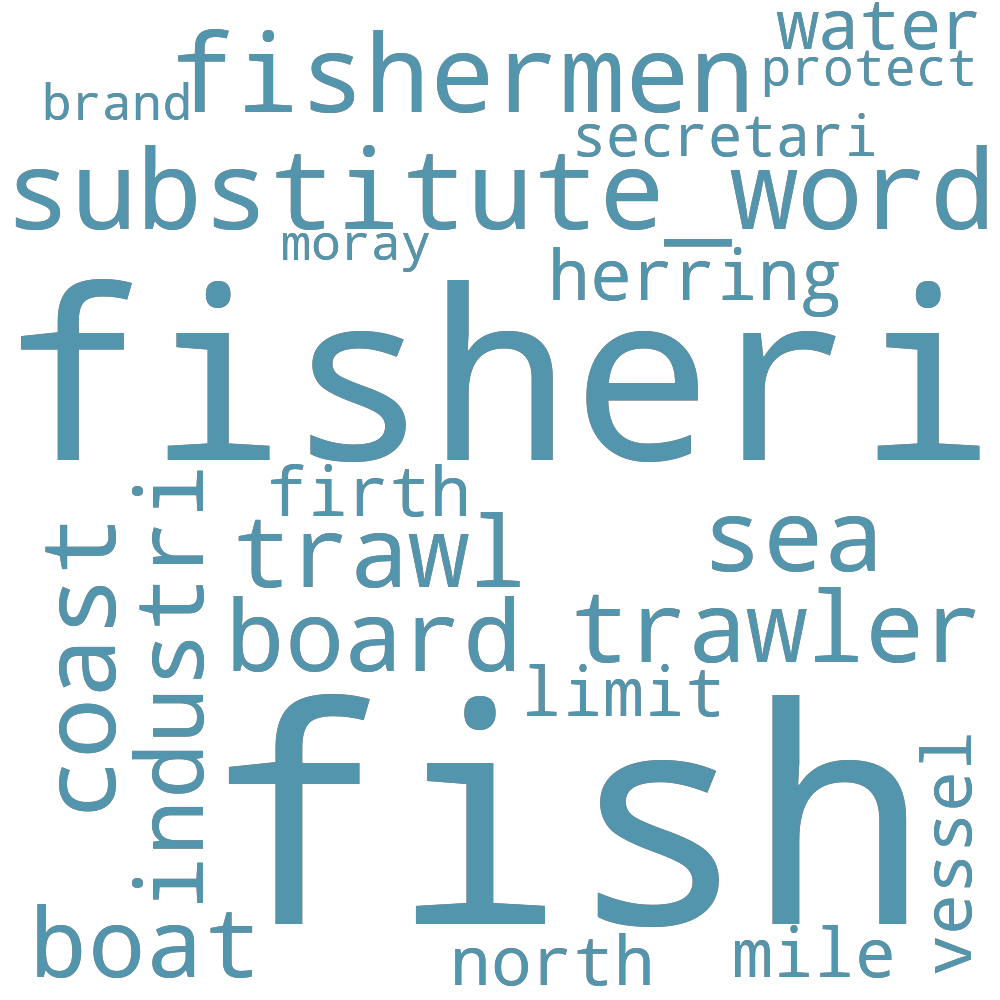 water
fishermen
protect
brand
secretari
substitute_word
moray
herring
fisheri
firth
coast
industri
trawl
sea
board
trawler
limit
fish
vessel
boat
north
mile